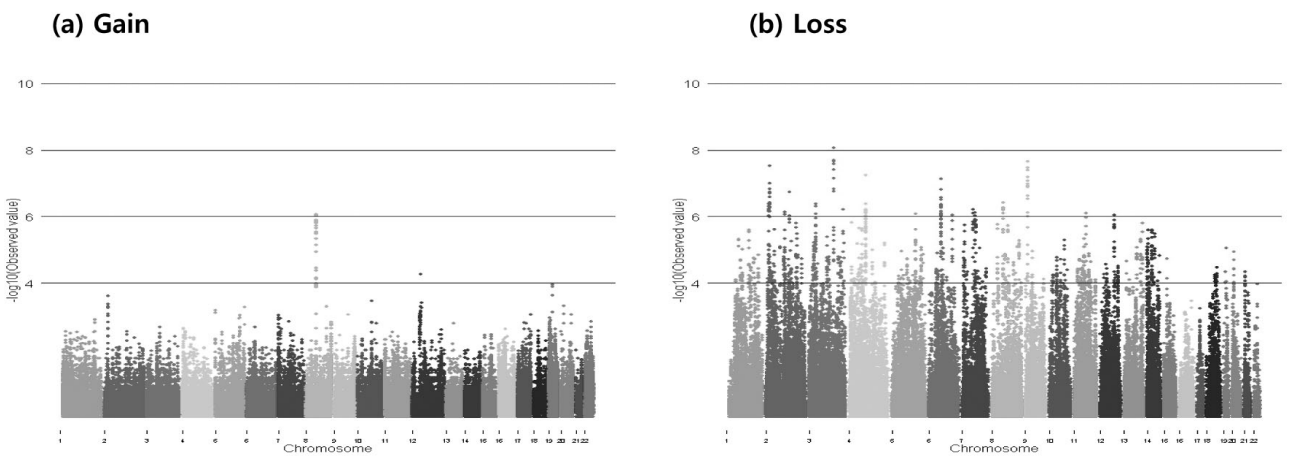 (a) Gain
10
8
6
4
-log10(Observed value)
1 2 3 4 5 6 7 8 9 10 11 12 13 14 15 16 17 18 19 20 21 22
Chromosome
(b) Loss
10
8
6
4
-log10(Observed value)
1 2 3 4 5 6 7 8 9 10 11 12 13 14 15 16 17 18 19 20 21 22
Chromosome